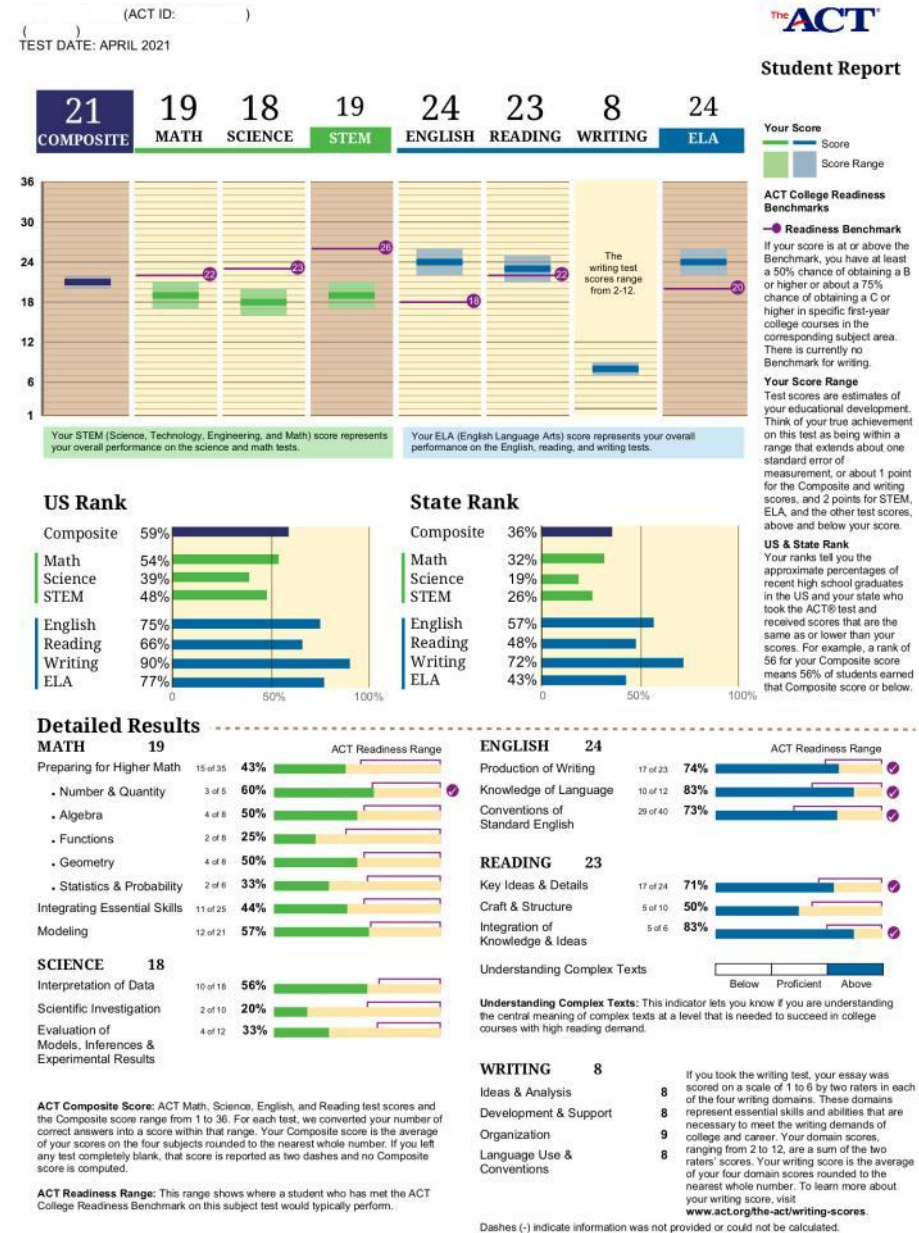 (ACT ID: )
( )
TEST DATE: APRIL 2021
The ACT®
Student Report
21 19 18 19 24 23 8 24
COMPOSITE MATH SCIENCE STEM ENGLISH READING WRITING ELA
Your Score
Score
Score Range
ACT College Readiness
Benchmarks
Readiness Benchmark
If your score is at or above the
Benchmark, you have at least
a 50% chance of obtaining a B
or higher or about a 75%
chance of obtaining a C or
higher in specific first-year
college courses in the
corresponding subject area.
There is currently no
Benchmark for writing.
Your Score Range
Test scores are estimates of
your educational development.
Think of your true achievement
on this test as being within a
range that extends about one
standard error of
measurement, or about 1 point
for the Composite and writing
scores, and 2 points for STEM,
ELA, and the other test scores,
above and below your score.
US & State Rank
Your ranks tell you the
approximate percentages of
recent high school graduates
in the US and your state who
took the ACT® test and
received scores that are the
same as or lower than your
scores. For example, a rank of
56 for your Composite score
means 56% of students earned
that Composite score or below.
36
30
24
18
12
6
1
22
23
26
18
22
20
The
writing test
scores range
from 2-12.
Your STEM (Science, Technology, Engineering, and Math) score represents
your overall performance on the science and math tests.
Your ELA (English Language Arts) score represents your overall
performance on the English, reading, and writing tests.
US Rank
Composite 59%
Math 54%
Science 39%
STEM 48%
English 75%
Reading 66%
Writing 90%
ELA 77%
0 50% 100%
State Rank
Composite 36%
Math 32%
Science 19%
STEM 26%
English 57%
Reading 48%
Writing 72%
ELA 43%
0 50% 100%
Detailed Results
MATH 19
ACT Readiness Range
Preparing for Higher Math 15 of 35 43%
• Number & Quantity 3 of 5 60%
• Algebra 4 of 8 50%
• Functions 2 of 8 25%
• Geometry 4 of 8 50%
• Statistics & Probability 2 of 6 33%
Integrating Essential Skills 11 of 25 44%
Modeling 12 of 21 57%
SCIENCE 18
Interpretation of Data 10 of 18 56%
Scientific Investigation 2 of 10 20%
Evaluation of 4 of 12 33%
Models, Inferences &
Experimental Results
ACT Composite Score: ACT Math, Science, English, and Reading test scores and
the Composite score range from 1 to 36. For each test, we converted your number of
correct answers into a score within that range. Your Composite score is the average
of your scores on the four subjects rounded to the nearest whole number. If you left
any test completely blank, that score is reported as two dashes and no Composite
score is computed.
ACT Readiness Range: This range shows where a student who has met the ACT
College Readiness Benchmark on this subject test would typically perform.
ENGLISH 24
ACT Readiness Range
Production of Writing 17 of 23 74%
Knowledge of Language 10 of 12 83%
Conventions of 29 of 40 73%
Standard English
READING 23
Key Ideas & Details 17 of 24 71%
Craft & Structure 5 of 10 50%
Integration of 5 of 6 83%
Knowledge & Ideas
Understanding Complex Texts
Below Proficient Above
Understanding Complex Texts: This indicator lets you know if you are understanding
the central meaning of complex texts at a level that is needed to succeed in college
courses with high reading demand.
WRITING 8
Ideas & Analysis 8
Development & Support 8
Organization 9
Language Use & 8
Conventions
If you took the writing test, your essay was
scored on a scale of 1 to 6 by two raters in each
of the four writing domains. These domains
represent essential skills and abilities that are
necessary to meet the writing demands of
college and career. Your domain scores,
ranging from 2 to 12, are a sum of the two
raters' scores. Your writing score is the average
of your four domain scores rounded to the
nearest whole number. To learn more about
your writing score, visit
www.act.org/the-act/writing-scores.
Dashes (-) indicate information was not provided or could not be calculated.